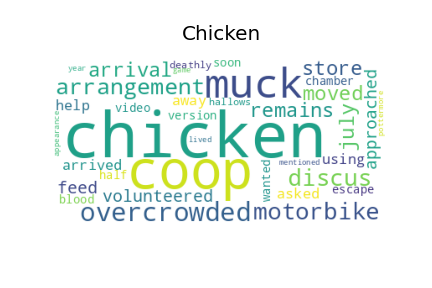 Chicken
year
game
deathly
soon
arrival
hallows
store
chamber
arrangement
muck
moved
help
video
away
version
remains
july
approached
pottermore
appearance
chicken
lived
arrived
half
coop
wanted
mentioned
using
feed
blood
volunteered
discus
asked
escape
overcrowded
motorbike